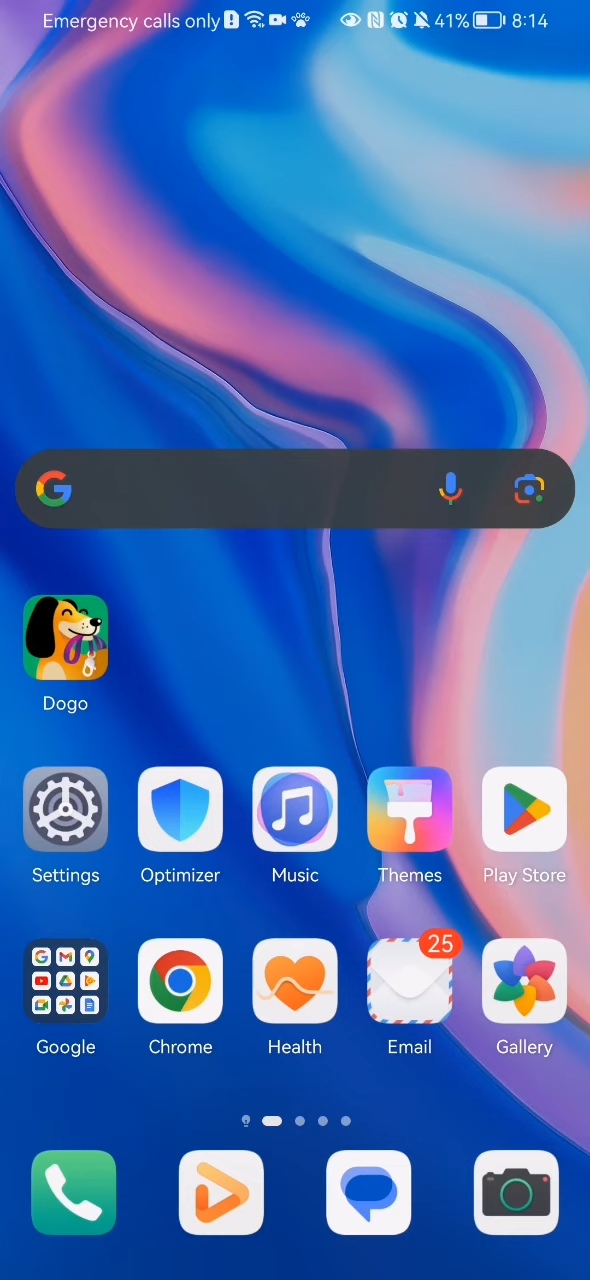 Emergency calls only 41% 8:14
Dogo
Settings Optimizer Music Themes Play Store
25
Google Chrome Health Email Gallery